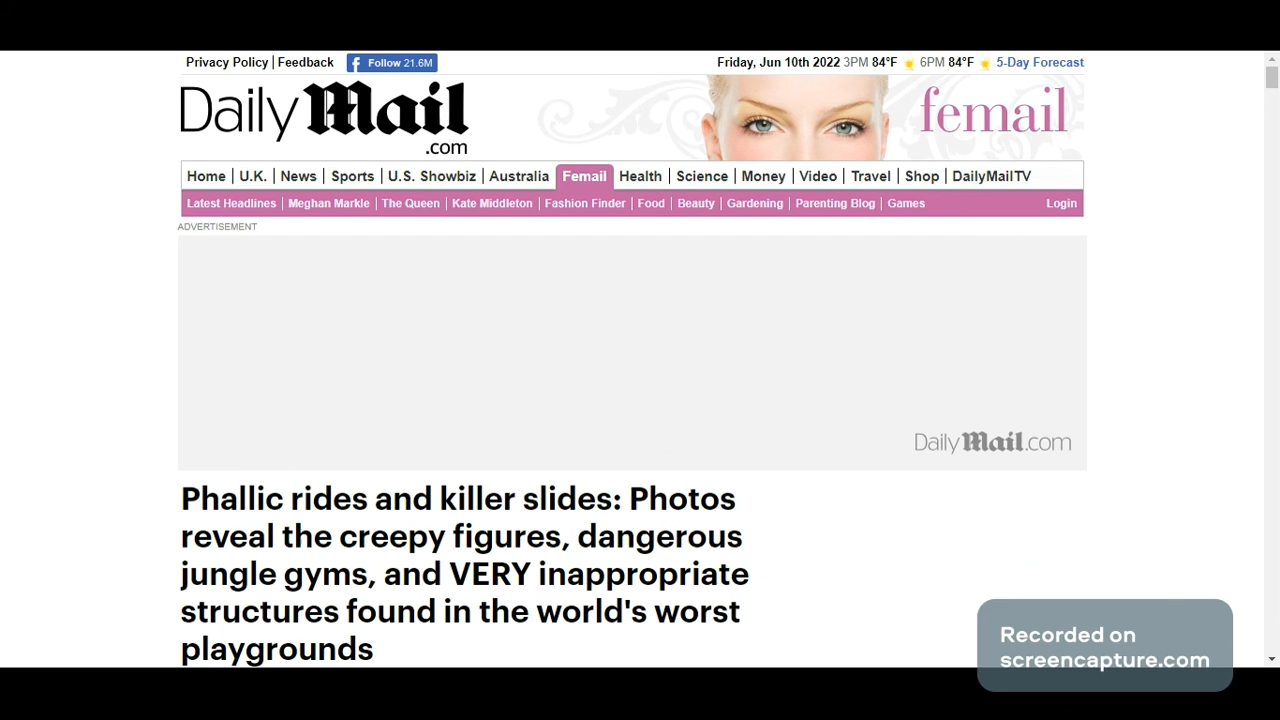 Privacy Policy | Feedback Follow 21.6M Friday, Jun 10th 2022 3PM 84°F 6PM 84°F 5-Day Forecast
Daily Mail .com
femail
Home U.K. News Sports U.S. Showbiz Australia Femail Health Science Money Video Travel Shop DailyMailTV
Latest Headlines Meghan Markle The Queen Kate Middleton Fashion Finder Food Beauty Gardening Parenting Blog Games Login
ADVERTISEMENT
Daily Mail.com
Phallic rides and killer slides: Photos
reveal the creepy figures, dangerous
jungle gyms, and VERY inappropriate
structures found in the world's worst
playgrounds
Recorded on
screencapture.com